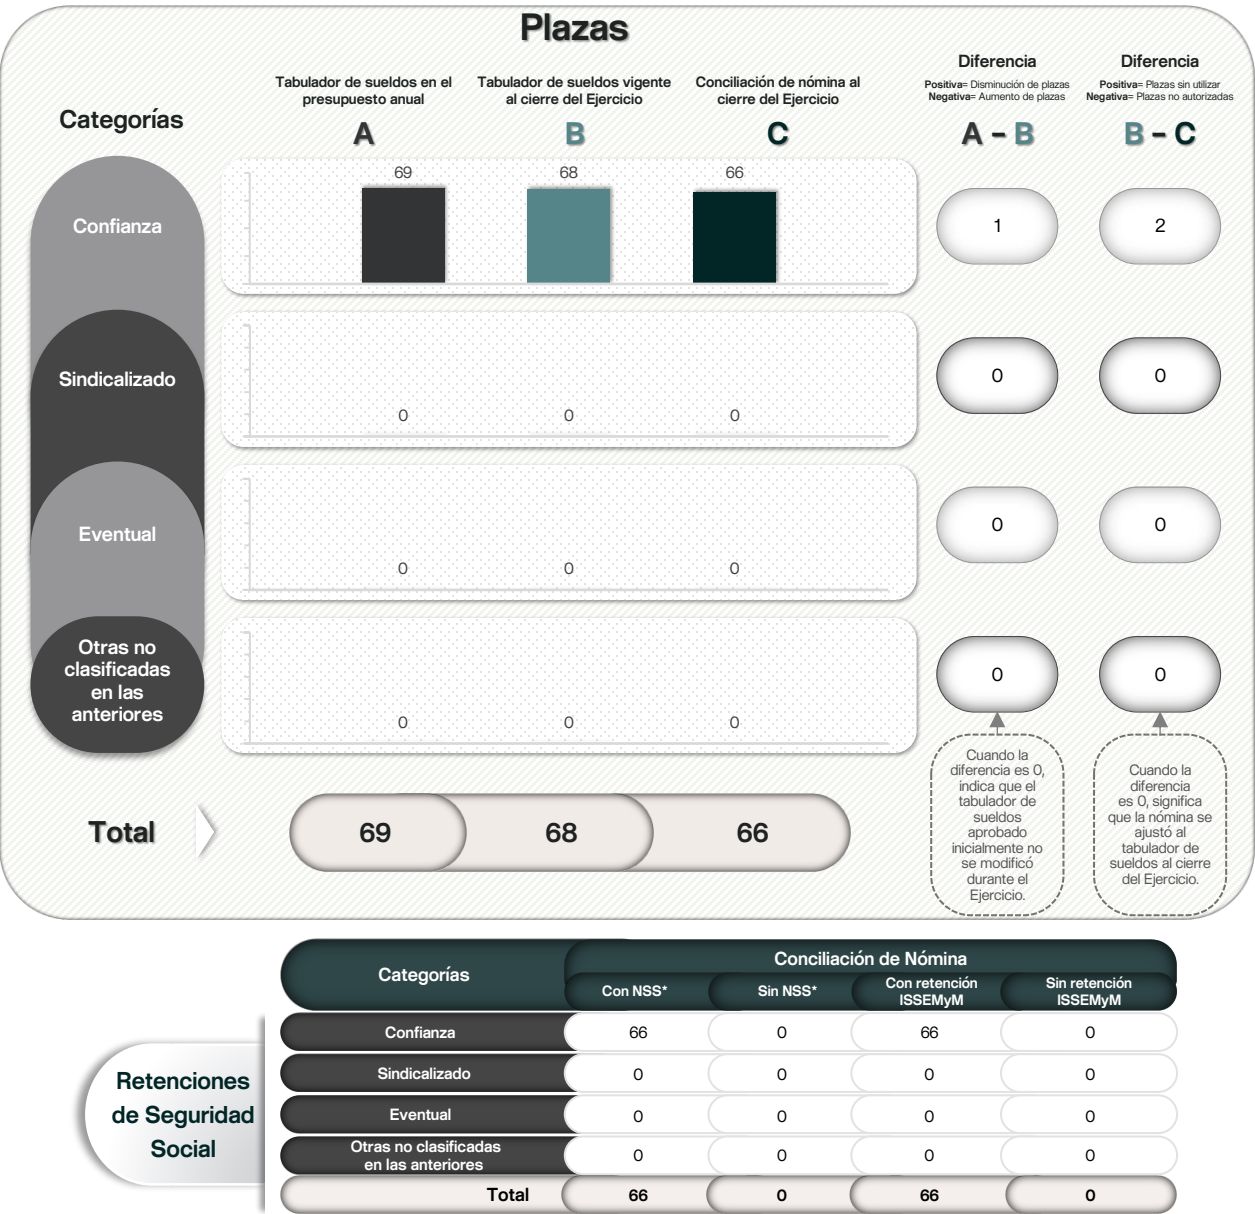 Plazas
Categorías
Tabulador de sueldos en el
presupuesto anual
A
Tabulador de sueldos vigente
al cierre del Ejercicio
B
Conciliación de nómina al
cierre del Ejercicio
C
Diferencia
Positiva= Disminución de plazas
Negativa= Aumento de plazas
A – B
Diferencia
Positiva= Plazas sin utilizar
Negativa= Plazas no autorizadas
B – C
Confianza
69 68 66
1 2
Sindicalizado
0 0 0
0 0
Eventual
0 0 0
0 0
Otras no
clasificadas
en las
anteriores
0 0 0
0 0
Cuando la
diferencia es 0,
indica que el
tabulador de
sueldos
aprobado
inicialmente no
se modificó
durante el
Ejercicio.
Cuando la
diferencia
es 0, significa
que la nómina se
ajustó al
tabulador de
sueldos al cierre
del Ejercicio.
Total
69 68 66
Retenciones
de Seguridad
Social
Categorías
Conciliación de Nómina
Con NSS*
Sin NSS*
Con retención
ISSEMyM
Sin retención
ISSEMyM
Confianza 66 0 66 0
Sindicalizado 0 0 0 0
Eventual 0 0 0 0
Otras no clasificadas
en las anteriores
0 0 0 0
Total 66 0 66 0